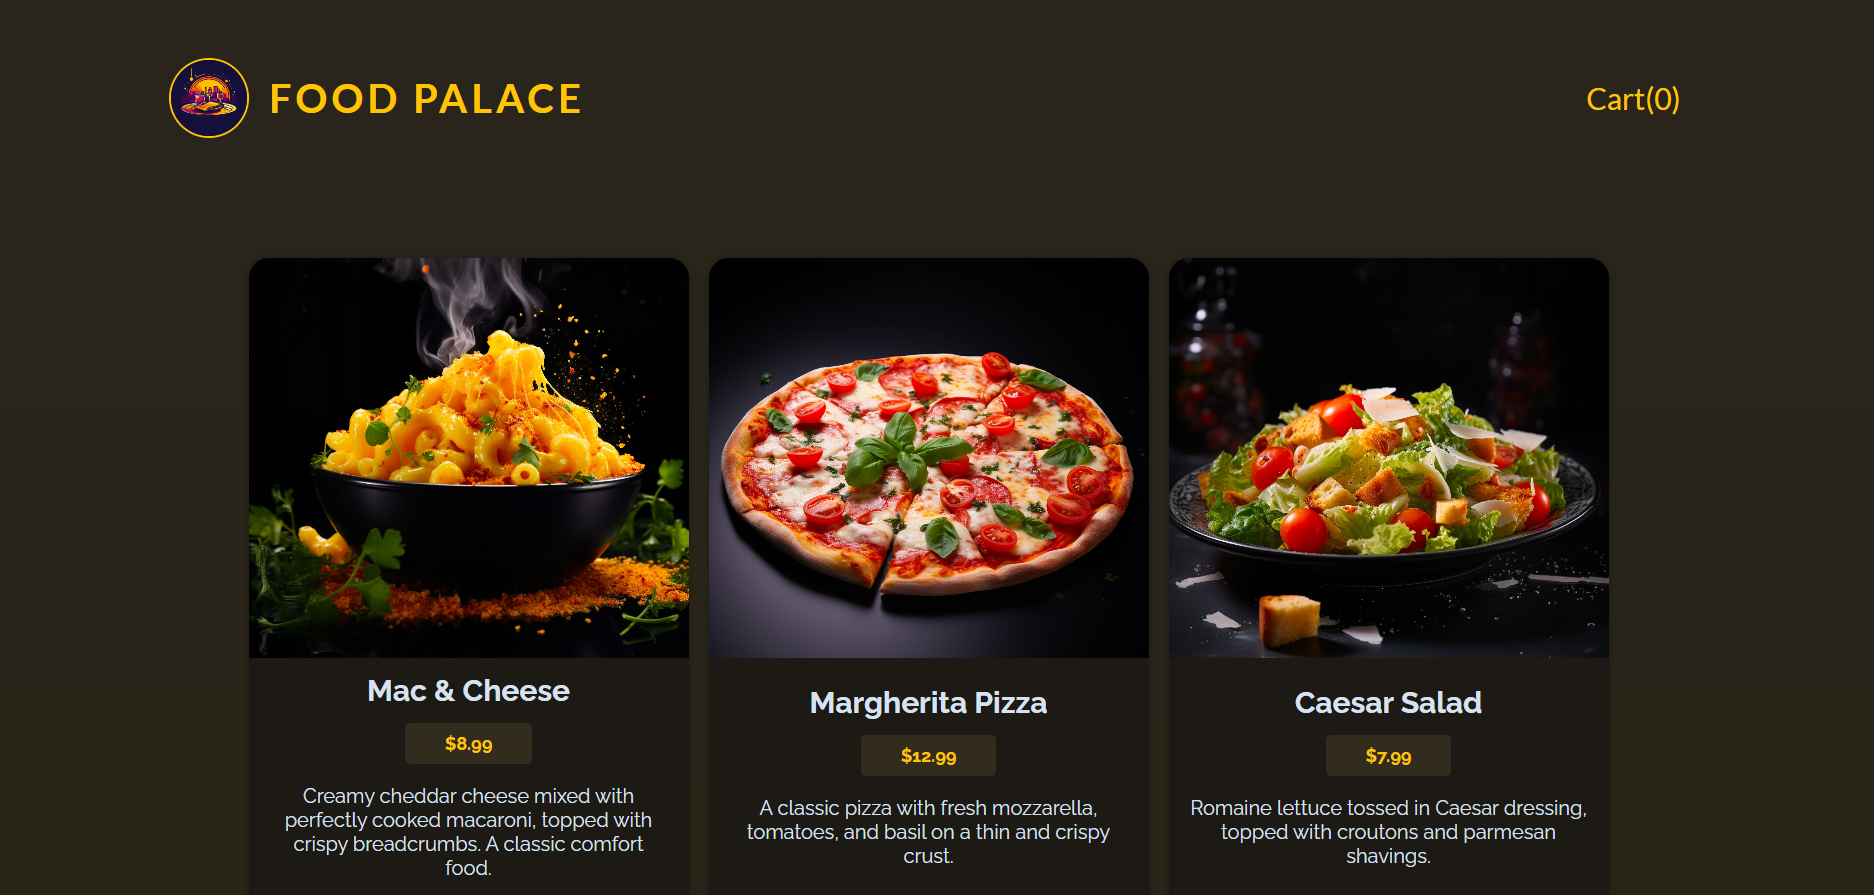 FOOD PALACE
Cart(0)
Mac & Cheese
$8.99
Creamy cheddar cheese mixed with
perfectly cooked macaroni, topped with
crispy breadcrumbs. A classic comfort
food.
Margherita Pizza
$12.99
A classic pizza with fresh mozzarella,
tomatoes, and basil on a thin and crispy
crust.
Caesar Salad
$7.99
Romaine lettuce tossed in Caesar dressing,
topped with croutons and parmesan
shavings.